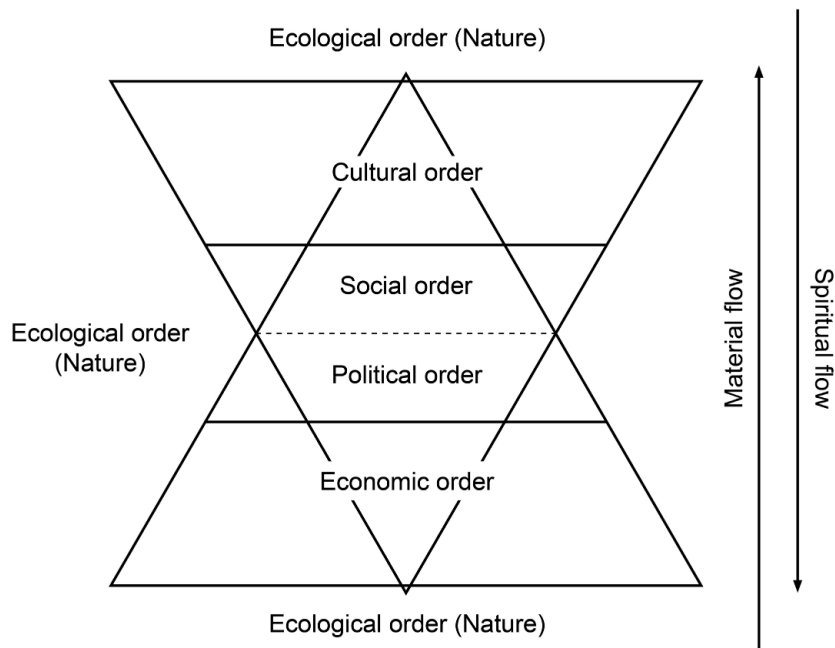 Ecological order (Nature)
Cultural order
Social order
Ecological order
(Nature)
Political order
Economic order
Ecological order (Nature)
Material flow
Spiritual flow